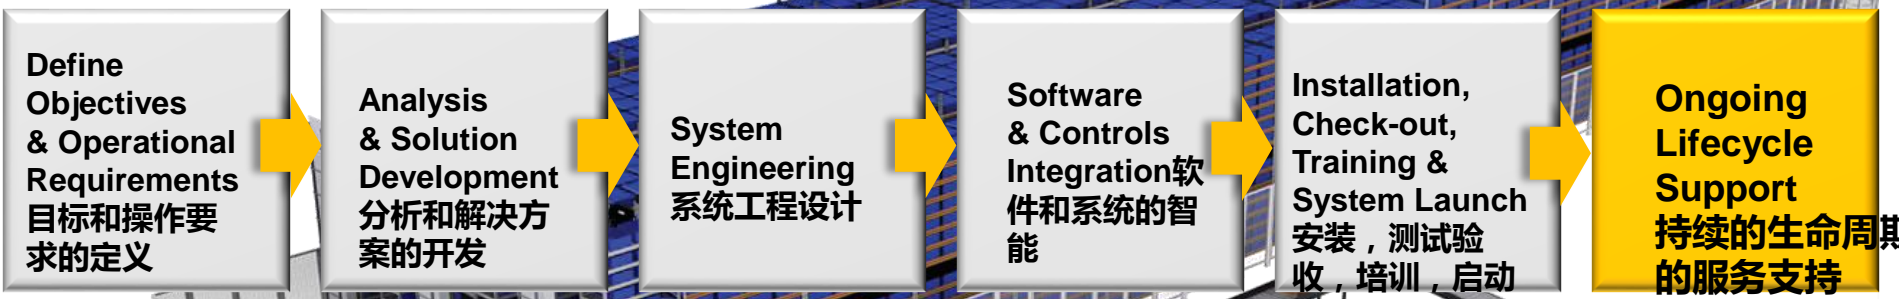 Define
Objectives
& Operational
Requirements
目标和操作要
求的定义
Analysis
& Solution
Development
分析和解决方
案的开发
System
Engineering
系统工程设计
Software
& Controls
Integration软
件和系统的智
能
Installation,
Check-out,
Training &
System Launch
安装，测试验
收，培训，启动
Ongoing
Lifecycle
Support
持续的生命周期
的服务支持